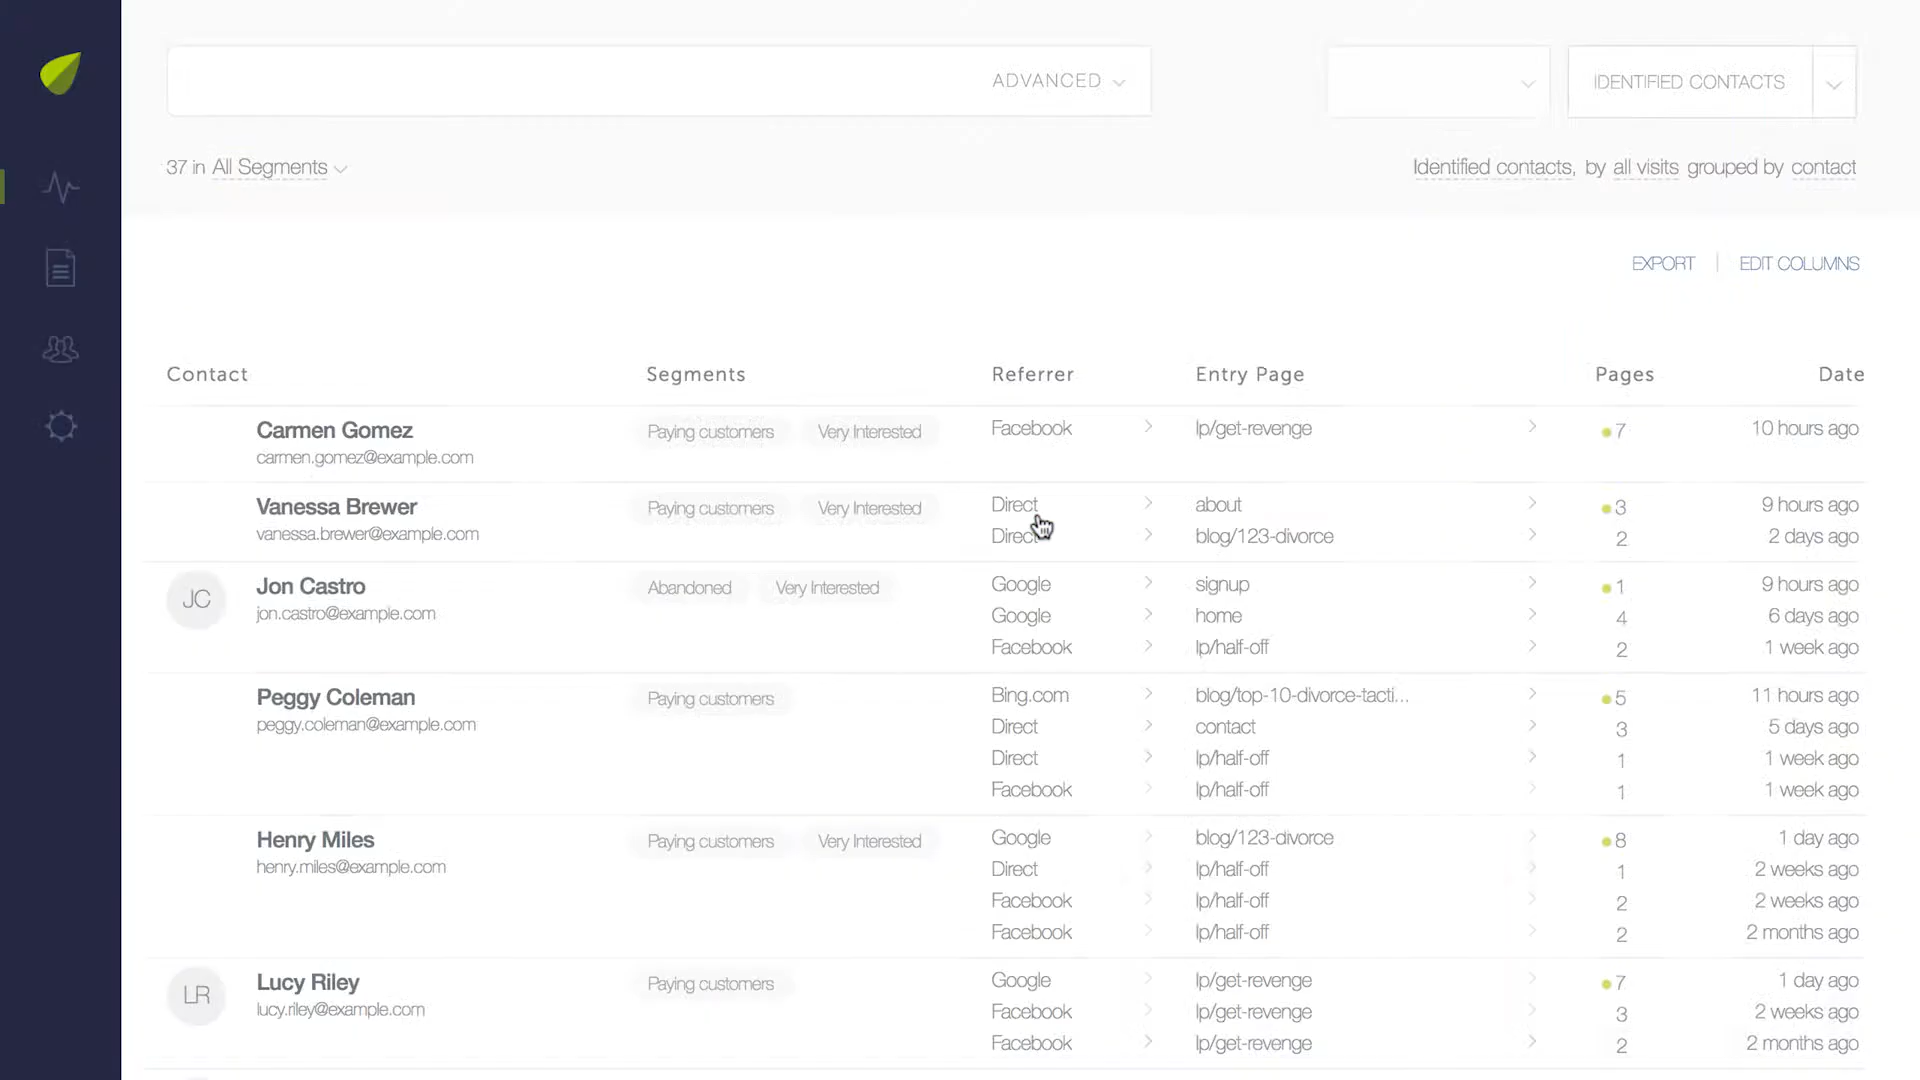 ADVANCED
IDENTIFIED CONTACTS
37 in All Segments
Identified contacts, by all visits grouped by contact
EXPORT | EDIT COLUMNS
Contact Segments Referrer Entry Page Pages Date
Carmen Gomez Paying customers Very Interested Facebook lp/get-revenge 7 10 hours ago
carmen.gomez@example.com
Vanessa Brewer Paying customers Very Interested Direct about 3 9 hours ago
vanessa.brewer@example.com Direct blog/123-divorce 2 2 days ago
JC Jon Castro Abandoned Very Interested Google signup 1 9 hours ago
jon.castro@example.com Google home 4 6 days ago
Facebook lp/half-off 2 1 week ago
Peggy Coleman Paying customers Bing.com blog/top-10-divorce-tacti... 5 11 hours ago
peggy.coleman@example.com Direct contact 3 5 days ago
Direct lp/half-off 1 1 week ago
Facebook lp/half-off 1 1 week ago
Henry Miles Paying customers Very Interested Google blog/123-divorce 8 1 day ago
henry.miles@example.com Direct lp/half-off 1 2 weeks ago
Facebook lp/half-off 2 2 weeks ago
Facebook lp/half-off 2 2 months ago
LR Lucy Riley Paying customers Google lp/get-revenge 7 1 day ago
lucy.riley@example.com Facebook lp/get-revenge 3 2 weeks ago
Facebook lp/get-revenge 2 2 months ago